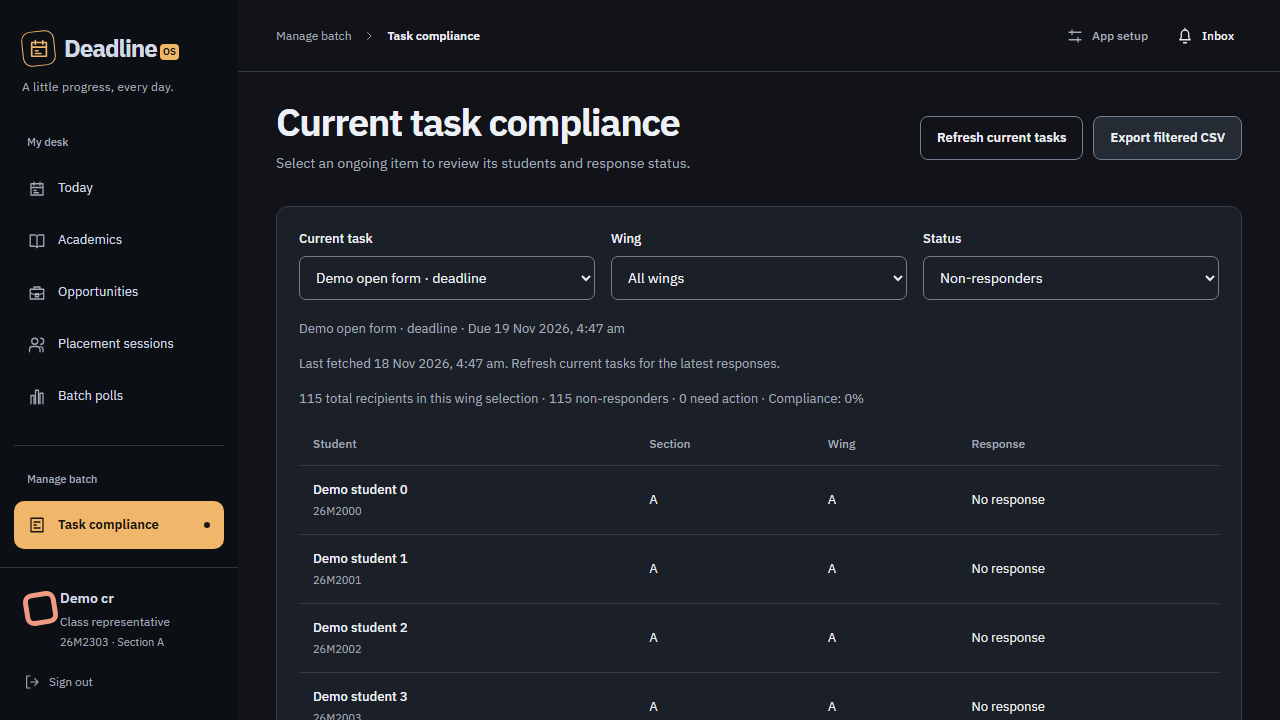 Deadline OS
A little progress, every day.
My desk
Today
Academics
Opportunities
Placement sessions
Batch polls
Manage batch
Task compliance
Demo cr
Class representative
26M2303 · Section A
Sign out
Manage batch > Task compliance
App setup
Inbox
Current task compliance
Select an ongoing item to review its students and response status.
Refresh current tasks
Export filtered CSV
Current task Wing Status
Demo open form · deadline All wings Non-responders
Demo open form · deadline · Due 19 Nov 2026, 4:47 am
Last fetched 18 Nov 2026, 4:47 am. Refresh current tasks for the latest responses.
115 total recipients in this wing selection · 115 non-responders · 0 need action · Compliance: 0%
Student Section Wing Response
Demo student 0
26M2000
A A No response
Demo student 1
26M2001
A A No response
Demo student 2
26M2002
A A No response
Demo student 3
26M2003
A A No response